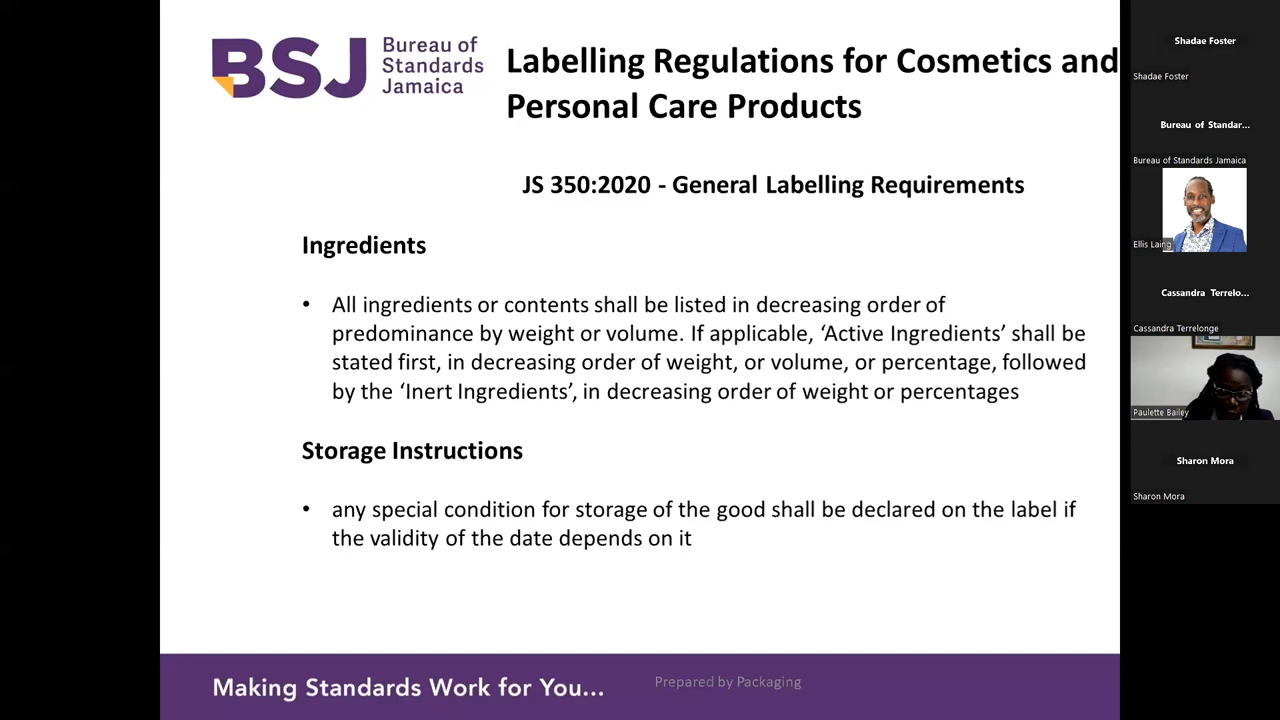 BSJ
Bureau of
Standards
Jamaica
Labelling Regulations for Cosmetics and
Personal Care Products
JS 350:2020 - General Labelling Requirements
Ingredients
• All ingredients or contents shall be listed in decreasing order of
predominance by weight or volume. If applicable, ‘Active Ingredients’ shall be
stated first, in decreasing order of weight, or volume, or percentage, followed
by the ‘Inert Ingredients’, in decreasing order of weight or percentages
Storage Instructions
• any special condition for storage of the good shall be declared on the label if
the validity of the date depends on it
Making Standards Work for You...
Prepared by Packaging
Shadae Foster
Shadae Foster
Bureau of Standar...
Bureau of Standards Jamaica
Ellis Laing
Cassandra Terrelo...
Cassandra Terrelonge
Paulette Bailey
Sharon Mora
Sharon Mora